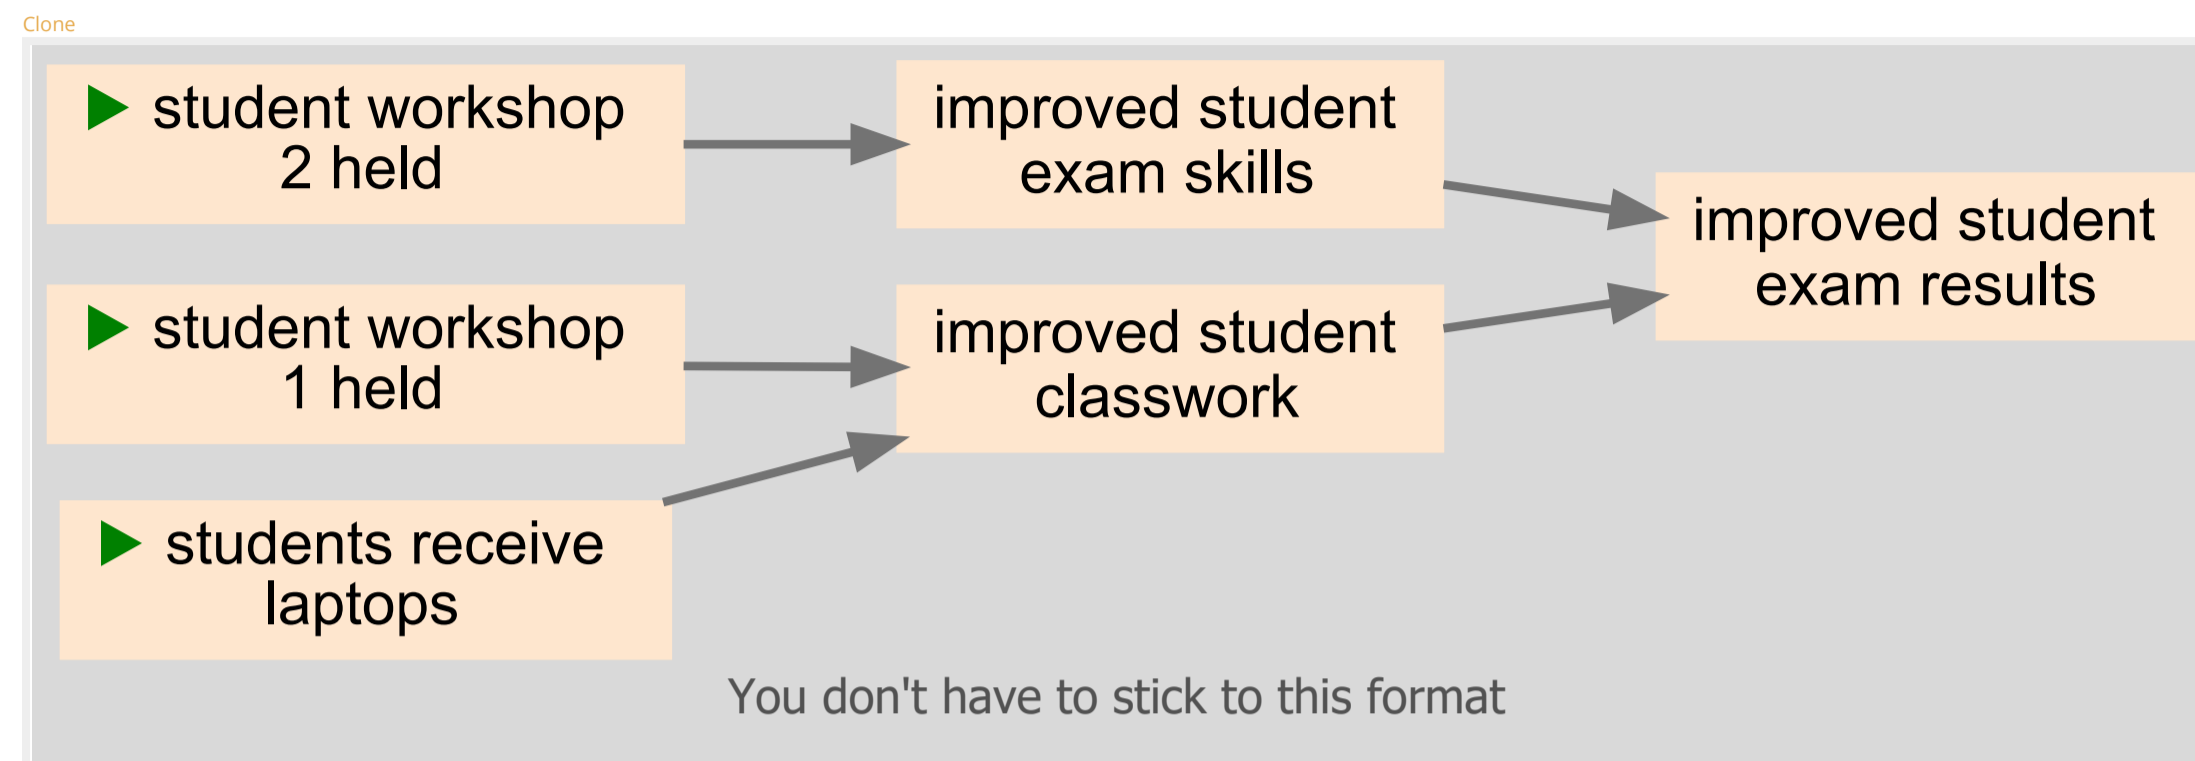 Clone
student workshop
2 held
improved student
exam skills
improved student
exam results
student workshop
1 held
improved student
classwork
students receive
laptops
You don't have to stick to this format